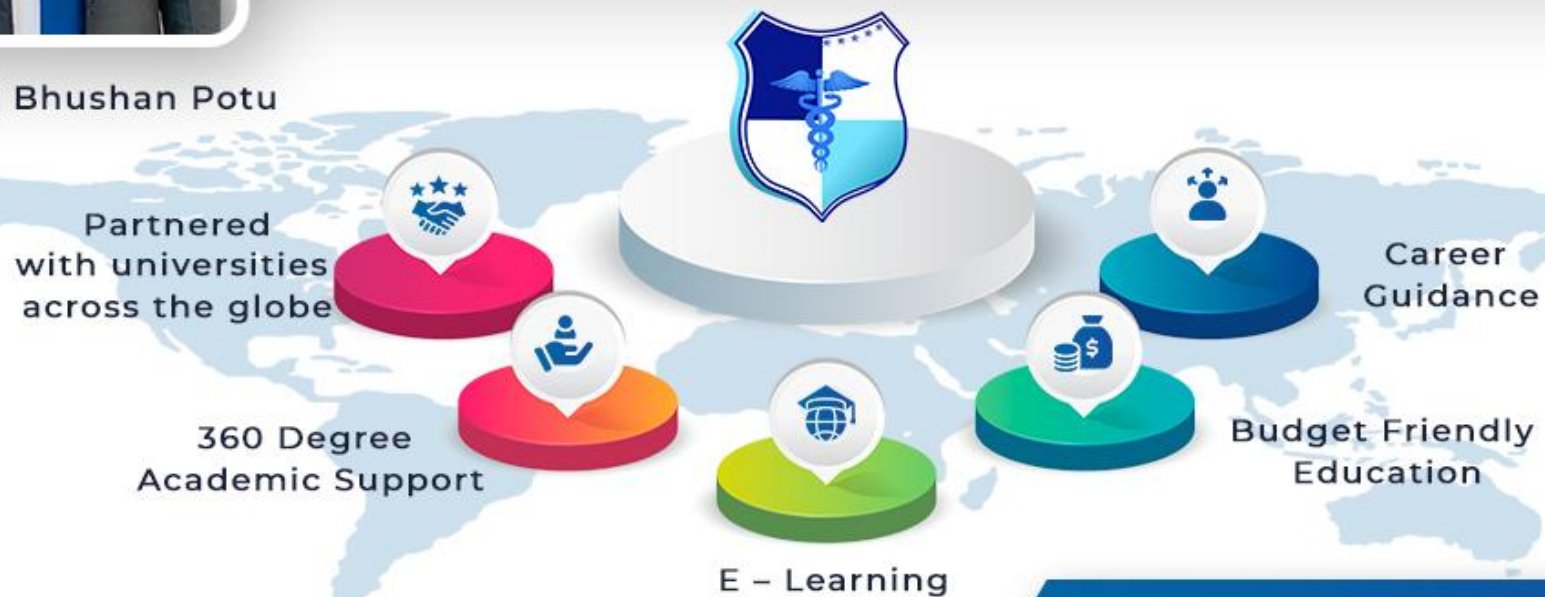 Bhushan Potu
Partnered
with universities
across the globe
Career
Guidance
360 Degree
Academic Support
Budget Friendly
Education
E – Learning
$